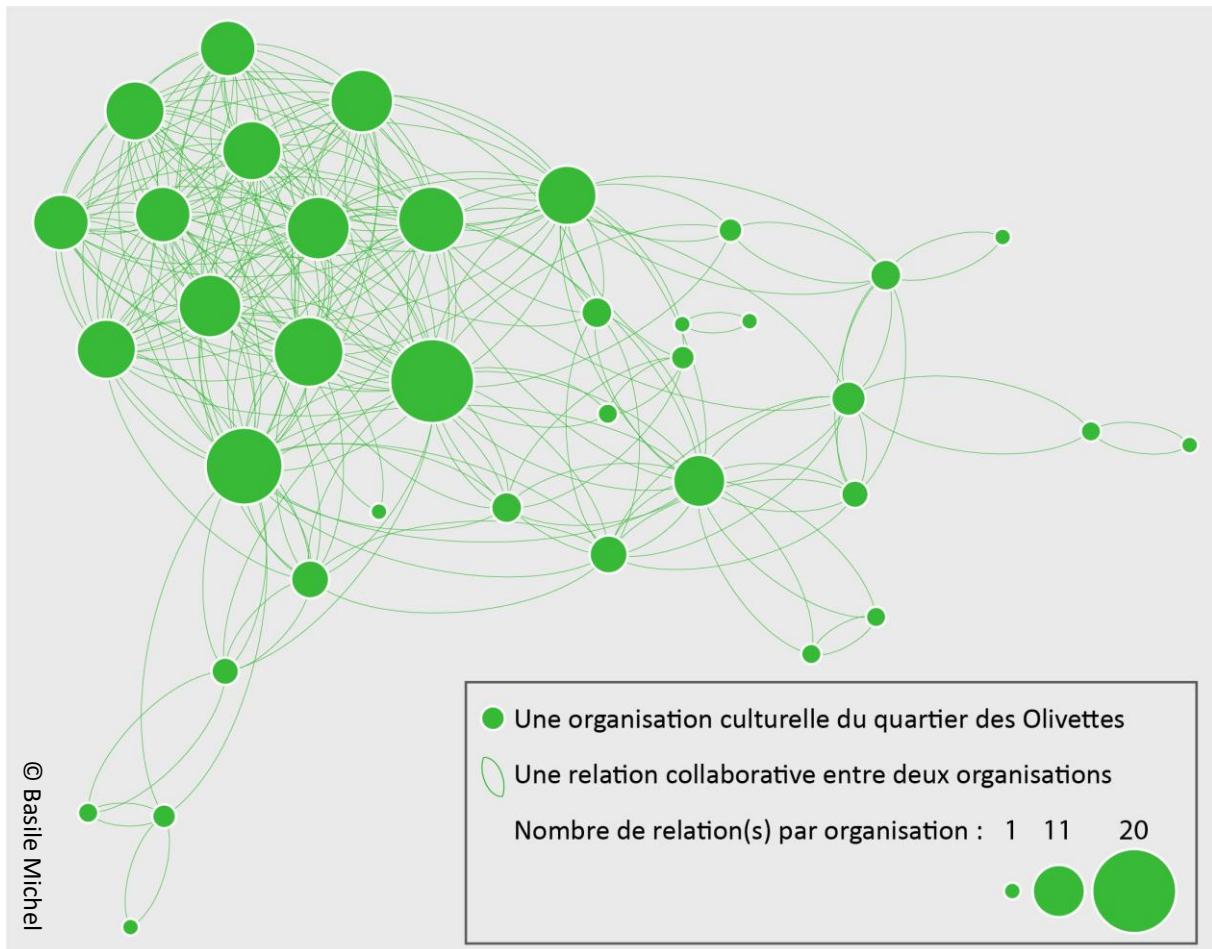 Une organisation culturelle du quartier des Olivettes
Une relation collaborative entre deux organisations
Nombre de relation(s) par organisation : 1 11 20
© Basile Michel